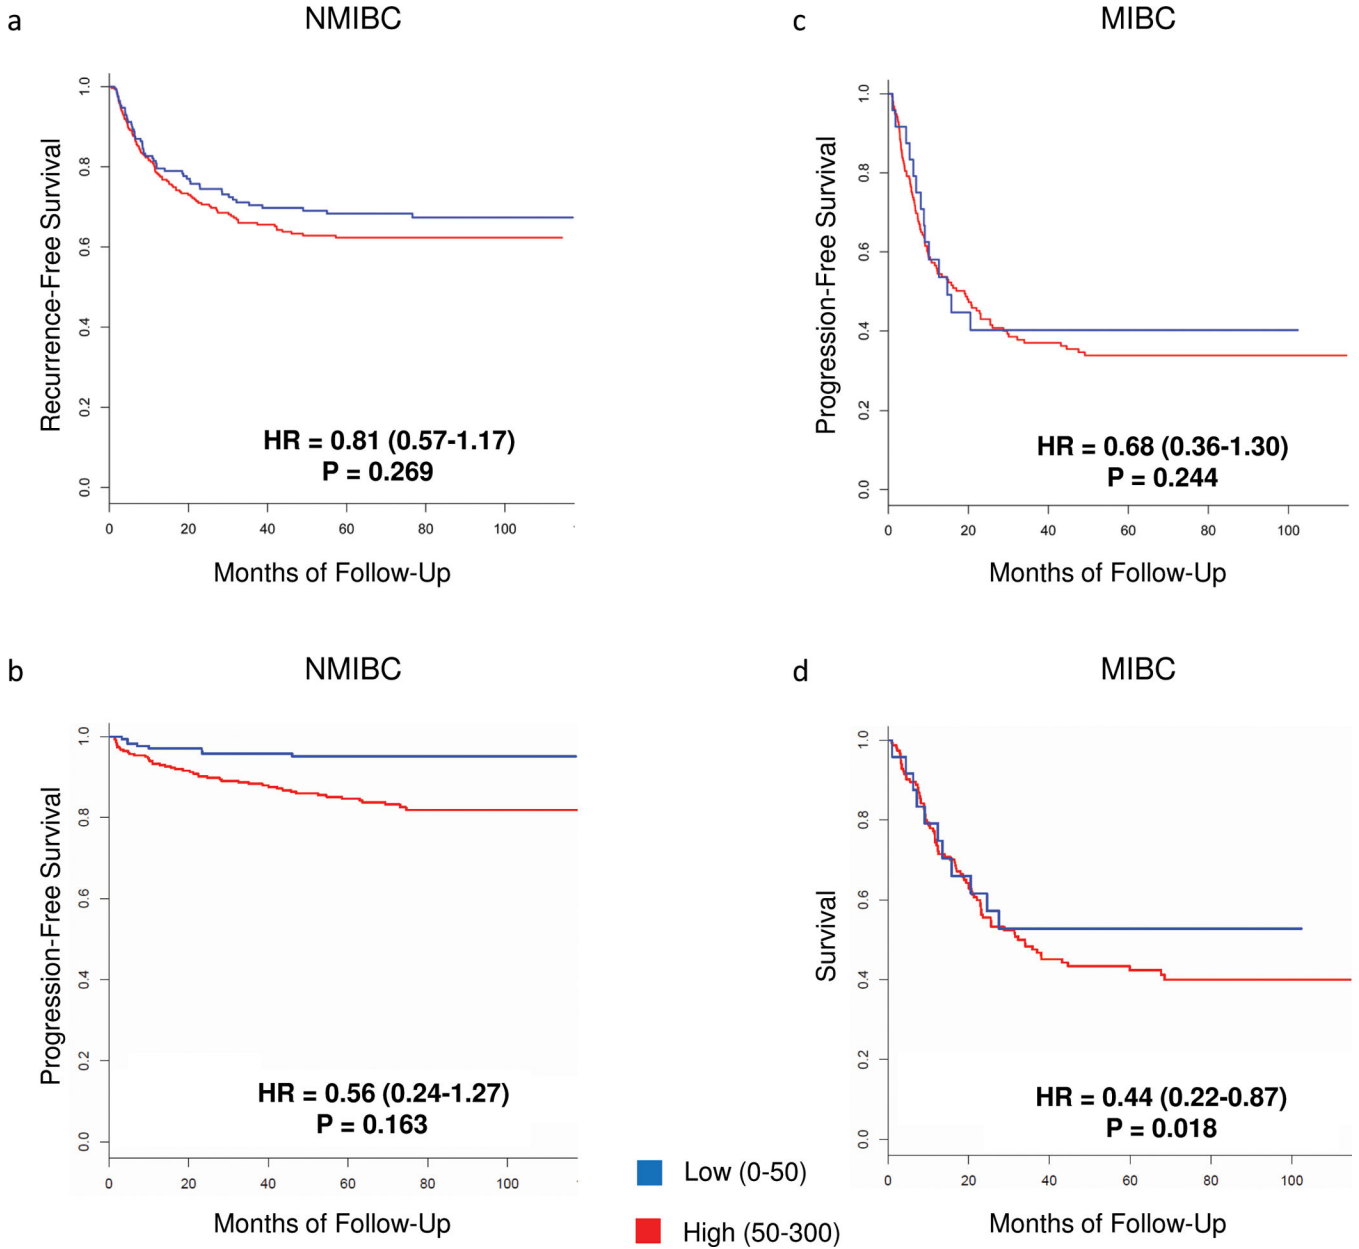 a
NMIBC
Recurrence-Free Survival
1.0
0.8
0.6
0.4
0.2
0.0
HR = 0.81 (0.57-1.17)
P = 0.269
0 20 40 60 80 100
Months of Follow-Up
c
MIBC
Progression-Free Survival
1.0
0.8
0.6
0.4
0.2
0.0
HR = 0.68 (0.36-1.30)
P = 0.244
0 20 40 60 80 100
Months of Follow-Up
b
NMIBC
Progression-Free Survival
1.0
0.8
0.6
0.4
0.2
0.0
HR = 0.56 (0.24-1.27)
P = 0.163
0 20 40 60 80 100
Months of Follow-Up
d
MIBC
Survival
1.0
0.8
0.6
0.4
0.2
0.0
HR = 0.44 (0.22-0.87)
P = 0.018
0 20 40 60 80 100
Months of Follow-Up
Low (0-50)
High (50-300)